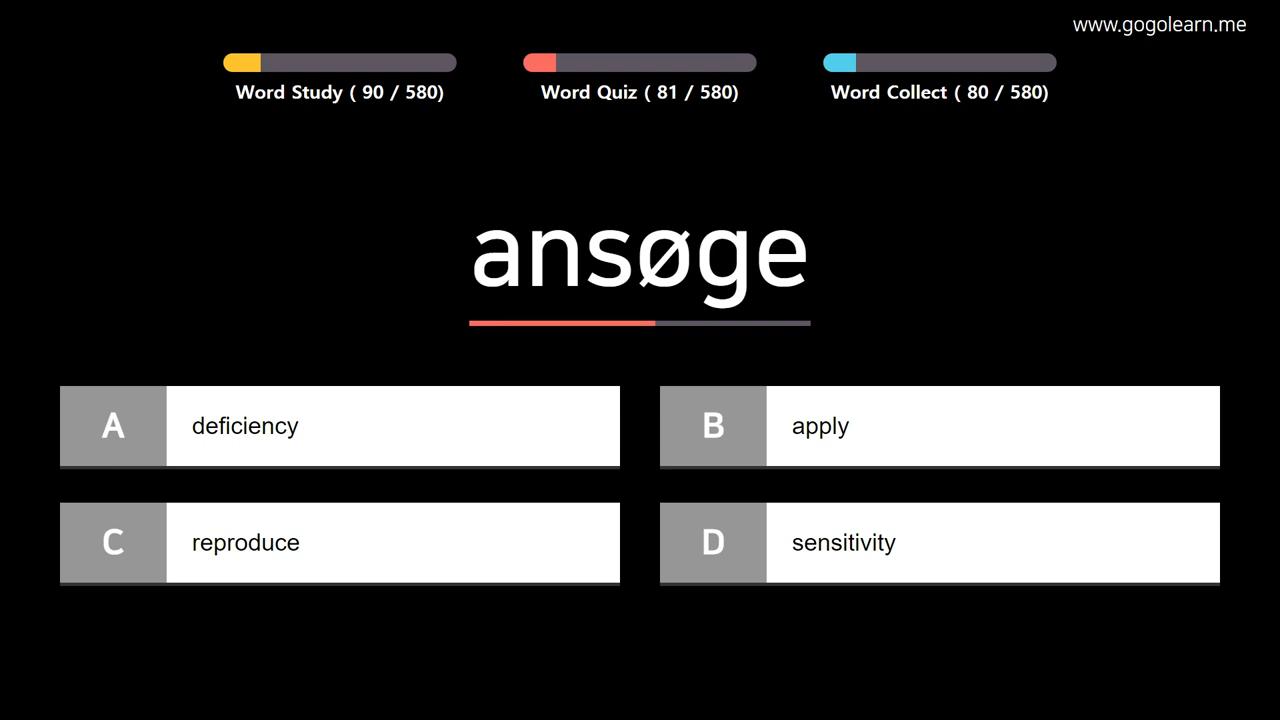 www.gogolearn.me
Word Study ( 90 / 580)
Word Quiz ( 81 / 580)
Word Collect ( 80 / 580)
ansøge
A deficiency
B apply
C reproduce
D sensitivity